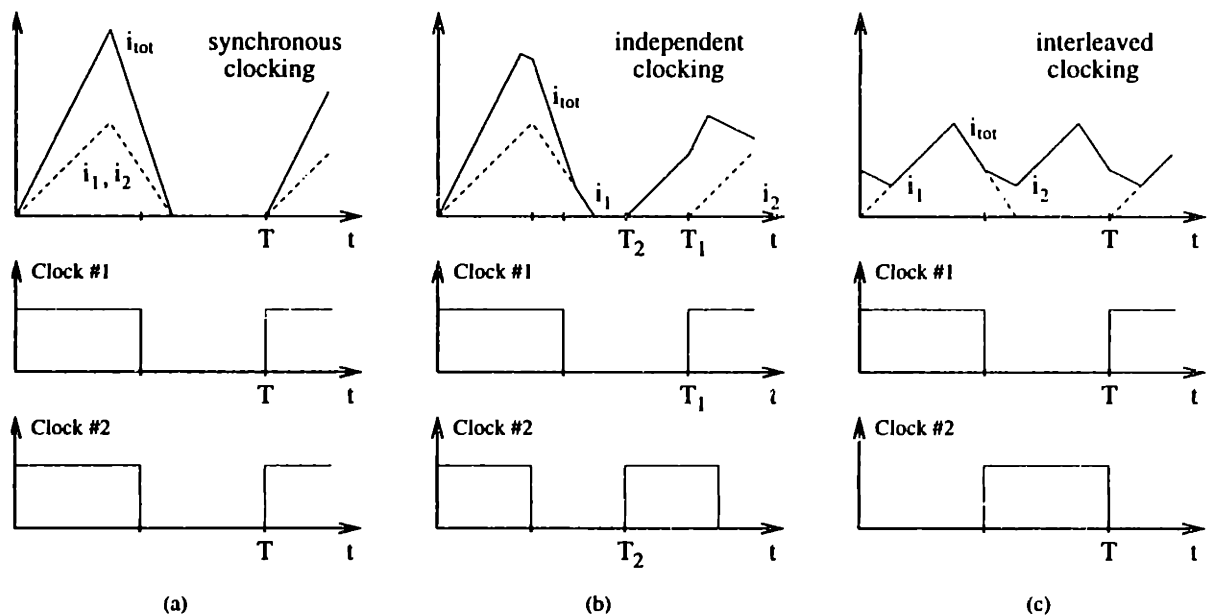 synchronous
clocking
i_tot
i_1, i_2
T
t
Clock #1
T
t
Clock #2
T
t
(a)
independent
clocking
i_tot
i_1
i_2
T_2
T_1
t
Clock #1
T_1
t
Clock #2
T_2
t
(b)
interleaved
clocking
i_tot
i_1
i_2
T
t
Clock #1
T
t
Clock #2
T
t
(c)